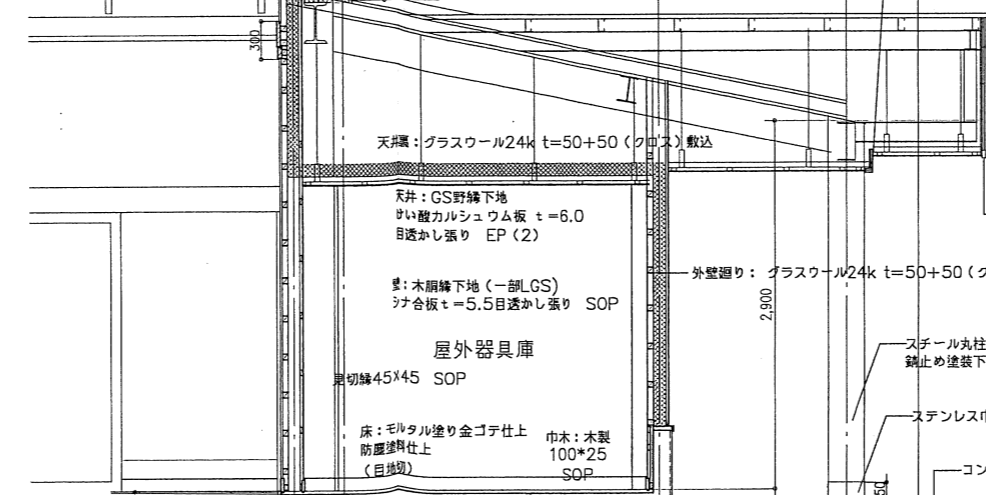 300
天井裏：グラスウール24k t=50+50（クロス）敷込
天井：GS野縁下地
けい酸カルシュウム板 t=6.0
目透かし張り EP（2）
外壁廻り： グラスウール24k t=50+50（ク
壁：木胴縁下地（一部LGS）
シナ合板t=5.5目透かし張り SOP
2,900
屋外器具庫
スチール丸柱
錆止め塗装下
見切縁45X45 SOP
ステンレス巾
床：モルタル塗り金ゴテ仕上
防塵塗料仕上
（目地切）
巾木：木製
100*25
SOP
コン
50